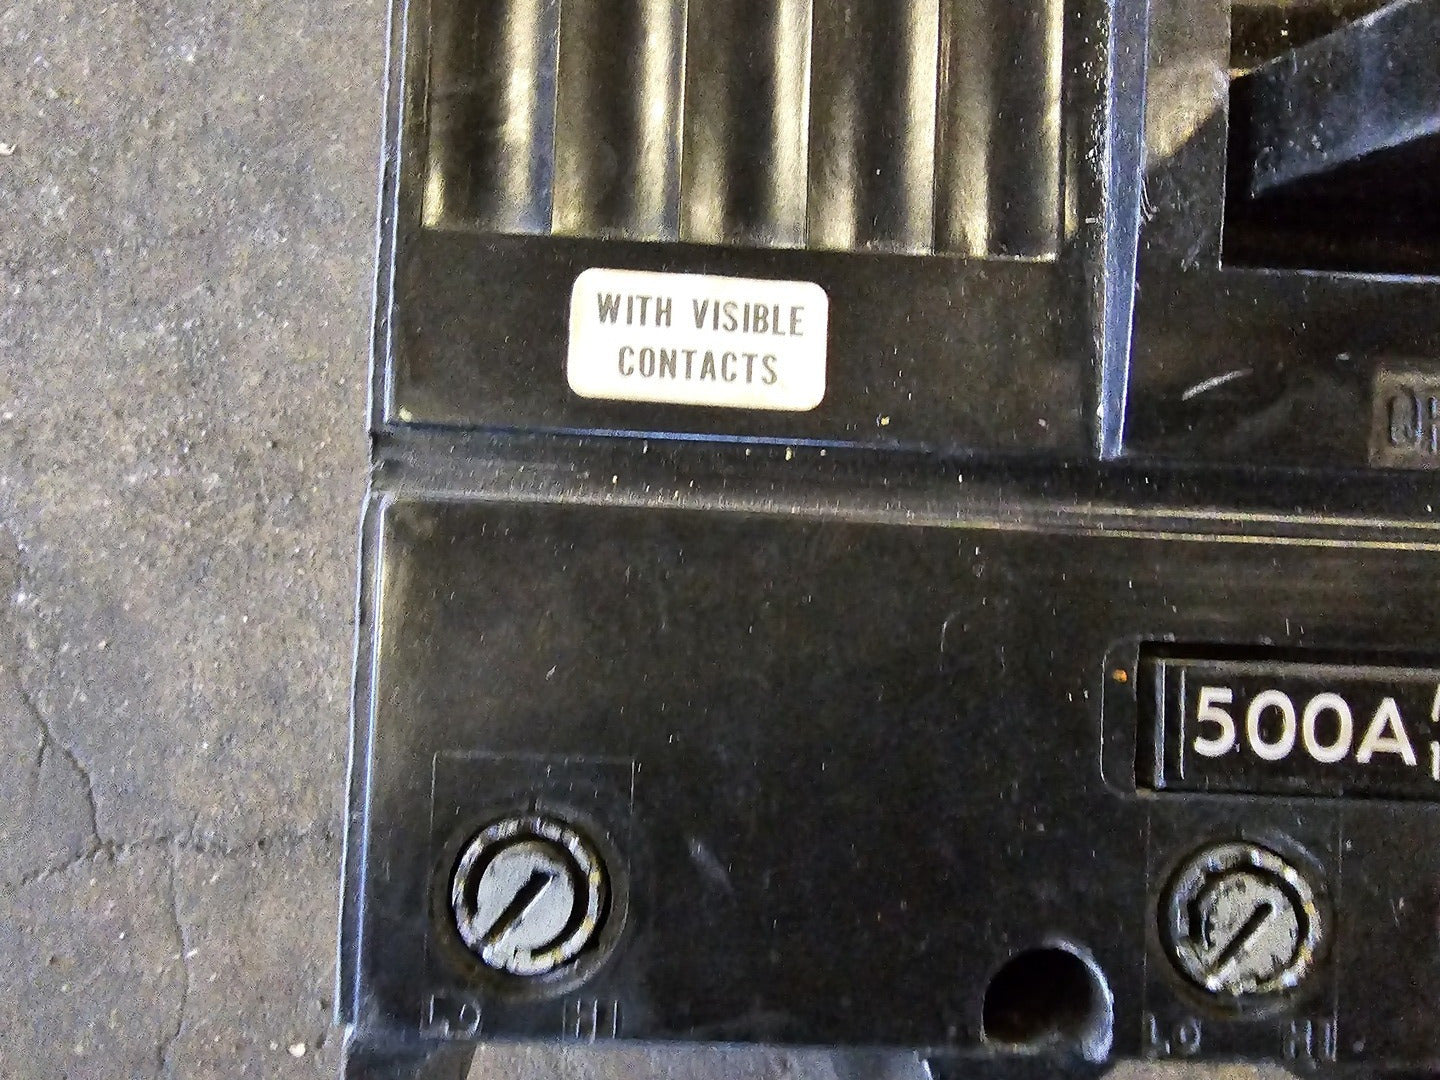 WITH VISIBLE
CONTACTS
500A
LO HI
LO HI